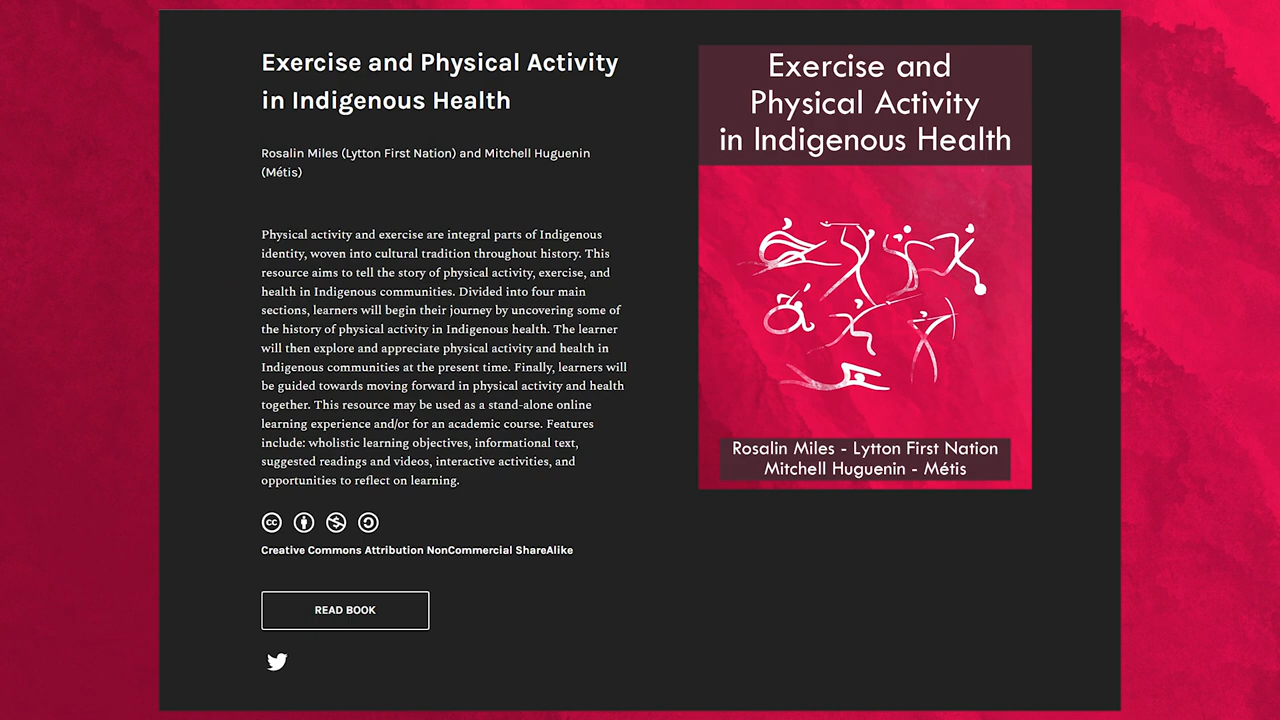 Exercise and Physical Activity
in Indigenous Health
Rosalin Miles (Lytton First Nation) and Mitchell Huguenin
(Métis)
Physical activity and exercise are integral parts of Indigenous
identity, woven into cultural tradition throughout history. This
resource aims to tell the story of physical activity, exercise, and
health in Indigenous communities. Divided into four main
sections, learners will begin their journey by uncovering some of
the history of physical activity in Indigenous health. The learner
will then explore and appreciate physical activity and health in
Indigenous communities at the present time. Finally, learners will
be guided towards moving forward in physical activity and health
together. This resource may be used as a stand-alone online
learning experience and/or for an academic course. Features
include: wholistic learning objectives, informational text,
suggested readings and videos, interactive activities, and
opportunities to reflect on learning.
cc
Creative Commons Attribution NonCommercial ShareAlike
READ BOOK
Exercise and
Physical Activity
in Indigenous Health
Rosalin Miles - Lytton First Nation
Mitchell Huguenin - Métis